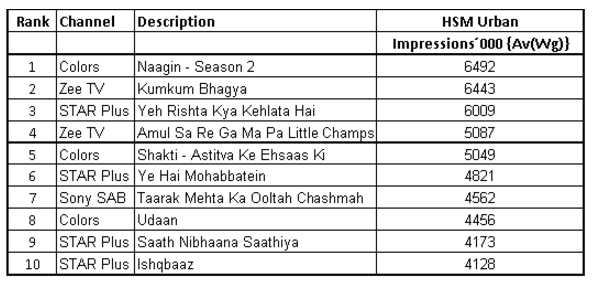 Rank Channel Description HSM Urban
Impressions´000 {Av(Wg)}
1 Colors Naagin - Season 2 6492
2 Zee TV Kumkum Bhagya 6443
3 STAR Plus Yeh Rishta Kya Kehlata Hai 6009
4 Zee TV Amul Sa Re Ga Ma Pa Little Champs 5087
5 Colors Shakti - Astitva Ke Ehsaas Ki 5049
6 STAR Plus Ye Hai Mohabbatein 4821
7 Sony SAB Taarak Mehta Ka Ooltah Chashmah 4562
8 Colors Udaan 4456
9 STAR Plus Saath Nibhaana Saathiya 4173
10 STAR Plus Ishqbaaz 4128